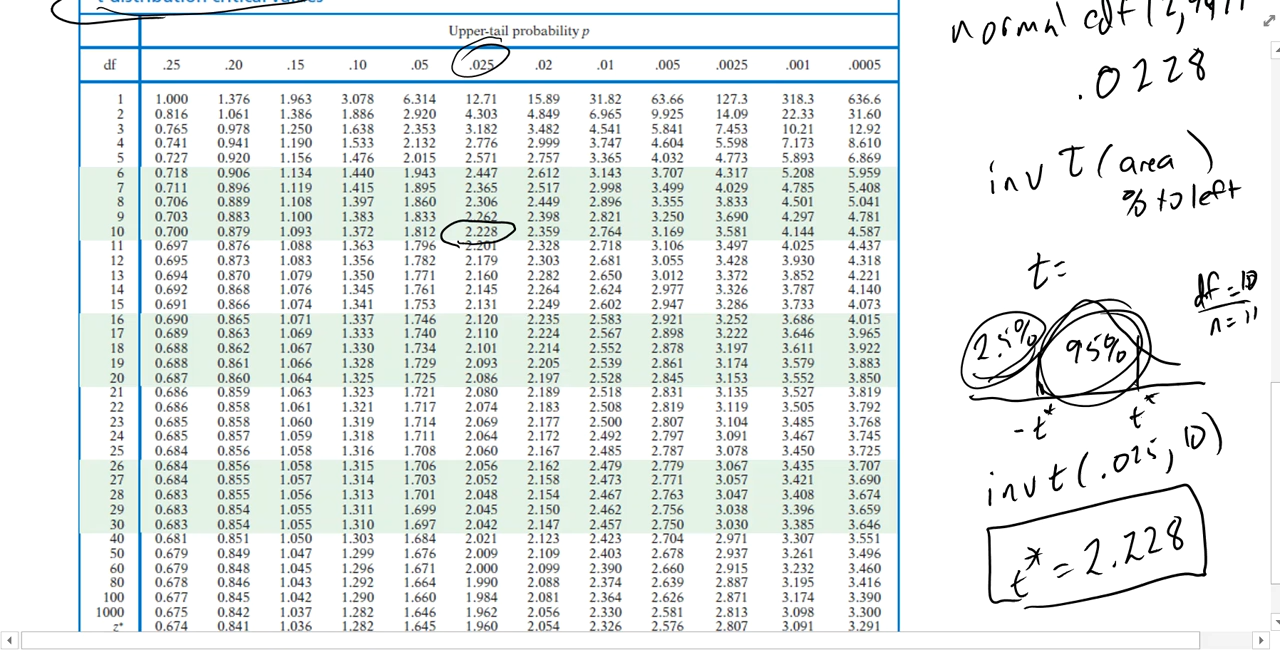 t distribution critical values
Upper-tail probability p
df .25 .20 .15 .10 .05 .025 .02 .01 .005 .0025 .001 .0005
1 1.000 1.376 1.963 3.078 6.314 12.71 15.89 31.82 63.66 127.3 318.3 636.6
2 0.816 1.061 1.386 1.886 2.920 4.303 4.849 6.965 9.925 14.09 22.33 31.60
3 0.765 0.978 1.250 1.638 2.353 3.182 3.482 4.541 5.841 7.453 10.21 12.92
4 0.741 0.941 1.190 1.533 2.132 2.776 2.999 3.747 4.604 5.598 7.173 8.610
5 0.727 0.920 1.156 1.476 2.015 2.571 2.757 3.365 4.032 4.773 5.893 6.869
6 0.718 0.906 1.134 1.440 1.943 2.447 2.612 3.143 3.707 4.317 5.208 5.959
7 0.711 0.896 1.119 1.415 1.895 2.365 2.517 2.998 3.499 4.029 4.785 5.408
8 0.706 0.889 1.108 1.397 1.860 2.306 2.449 2.896 3.355 3.833 4.501 5.041
9 0.703 0.883 1.100 1.383 1.833 2.262 2.398 2.821 3.250 3.690 4.297 4.781
10 0.700 0.879 1.093 1.372 1.812 2.228 2.359 2.764 3.169 3.581 4.144 4.587
11 0.697 0.876 1.088 1.363 1.796 2.201 2.328 2.718 3.106 3.497 4.025 4.437
12 0.695 0.873 1.083 1.356 1.782 2.179 2.303 2.681 3.055 3.428 3.930 4.318
13 0.694 0.870 1.079 1.350 1.771 2.160 2.282 2.650 3.012 3.372 3.852 4.221
14 0.692 0.868 1.076 1.345 1.761 2.145 2.264 2.624 2.977 3.326 3.787 4.140
15 0.691 0.866 1.074 1.341 1.753 2.131 2.249 2.602 2.947 3.286 3.733 4.073
16 0.690 0.865 1.071 1.337 1.746 2.120 2.235 2.583 2.921 3.252 3.686 4.015
17 0.689 0.863 1.069 1.333 1.740 2.110 2.224 2.567 2.898 3.222 3.646 3.965
18 0.688 0.862 1.067 1.330 1.734 2.101 2.214 2.552 2.878 3.197 3.611 3.922
19 0.688 0.861 1.066 1.328 1.729 2.093 2.205 2.539 2.861 3.174 3.579 3.883
20 0.687 0.860 1.064 1.325 1.725 2.086 2.197 2.528 2.845 3.153 3.552 3.850
21 0.686 0.859 1.063 1.323 1.721 2.080 2.189 2.518 2.831 3.135 3.527 3.819
22 0.686 0.858 1.061 1.321 1.717 2.074 2.183 2.508 2.819 3.119 3.505 3.792
23 0.685 0.858 1.060 1.319 1.714 2.069 2.177 2.500 2.807 3.104 3.485 3.768
24 0.685 0.857 1.059 1.318 1.711 2.064 2.172 2.492 2.797 3.091 3.467 3.745
25 0.684 0.856 1.058 1.316 1.708 2.060 2.167 2.485 2.787 3.078 3.450 3.725
26 0.684 0.856 1.058 1.315 1.706 2.056 2.162 2.479 2.779 3.067 3.435 3.707
27 0.684 0.855 1.057 1.314 1.703 2.052 2.158 2.473 2.771 3.057 3.421 3.690
28 0.683 0.855 1.056 1.313 1.701 2.048 2.154 2.467 2.763 3.047 3.408 3.674
29 0.683 0.854 1.055 1.311 1.699 2.045 2.150 2.462 2.756 3.038 3.396 3.659
30 0.683 0.854 1.055 1.310 1.697 2.042 2.147 2.457 2.750 3.030 3.385 3.646
40 0.681 0.851 1.050 1.303 1.684 2.021 2.123 2.423 2.704 2.971 3.307 3.551
50 0.679 0.849 1.047 1.299 1.676 2.009 2.109 2.403 2.678 2.937 3.261 3.496
60 0.679 0.848 1.045 1.296 1.671 2.000 2.099 2.390 2.660 2.915 3.232 3.460
80 0.678 0.846 1.043 1.292 1.664 1.990 2.088 2.374 2.639 2.887 3.195 3.416
100 0.677 0.845 1.042 1.290 1.660 1.984 2.081 2.364 2.626 2.871 3.174 3.390
1000 0.675 0.842 1.037 1.282 1.646 1.962 2.056 2.330 2.581 2.813 3.098 3.300
z* 0.674 0.841 1.036 1.282 1.645 1.960 2.054 2.326 2.576 2.807 3.091 3.291
normal cdf (2,
.0228
inv T (area)
% to left
t=
df = 10
n = 11
2.5% 95%
-t* t*
inv t (.025, 10)
t* = 2.228